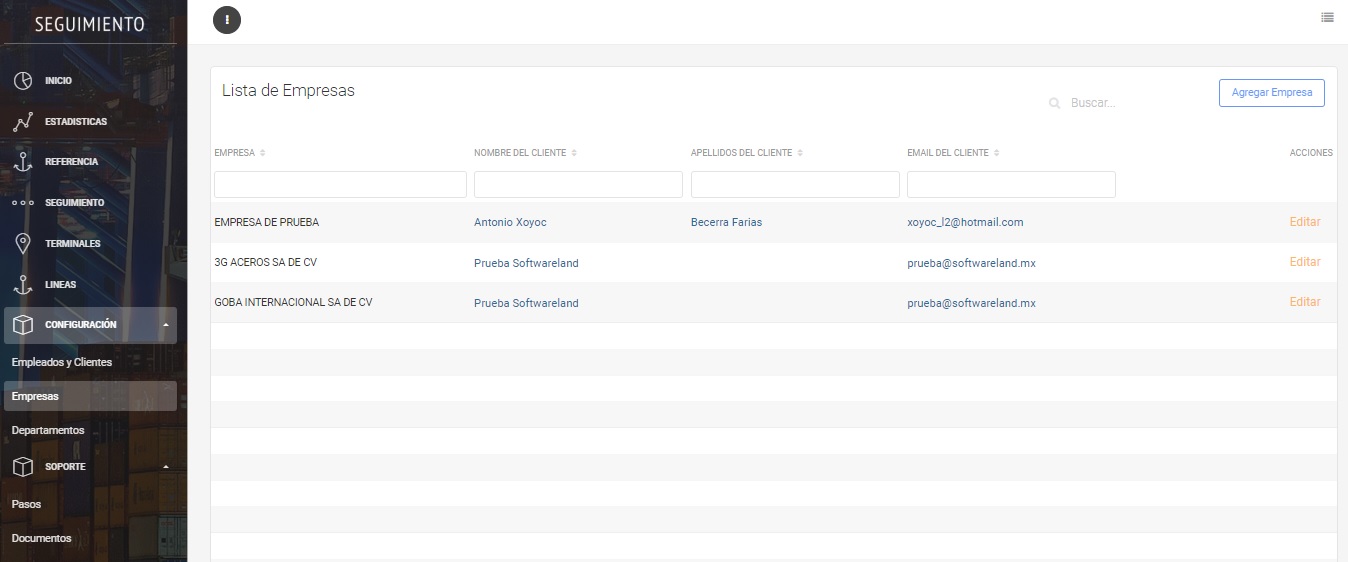 SEGUIMIENTO
INICIO
ESTADISTICAS
REFERENCIA
SEGUIMIENTO
TERMINALES
LINEAS
CONFIGURACIÓN
Empleados y Clientes
Empresas
Departamentos
SOPORTE
Pasos
Documentos
Lista de Empresas
Buscar...
Agregar Empresa
EMPRESA NOMBRE DEL CLIENTE APELLIDOS DEL CLIENTE EMAIL DEL CLIENTE ACCIONES
EMPRESA DE PRUEBA Antonio Xoyoc Becerra Farias xoyoc_l2@hotmail.com Editar
3G ACEROS SA DE CV Prueba Softwareland prueba@softwareland.mx Editar
GOBA INTERNACIONAL SA DE CV Prueba Softwareland prueba@softwareland.mx Editar